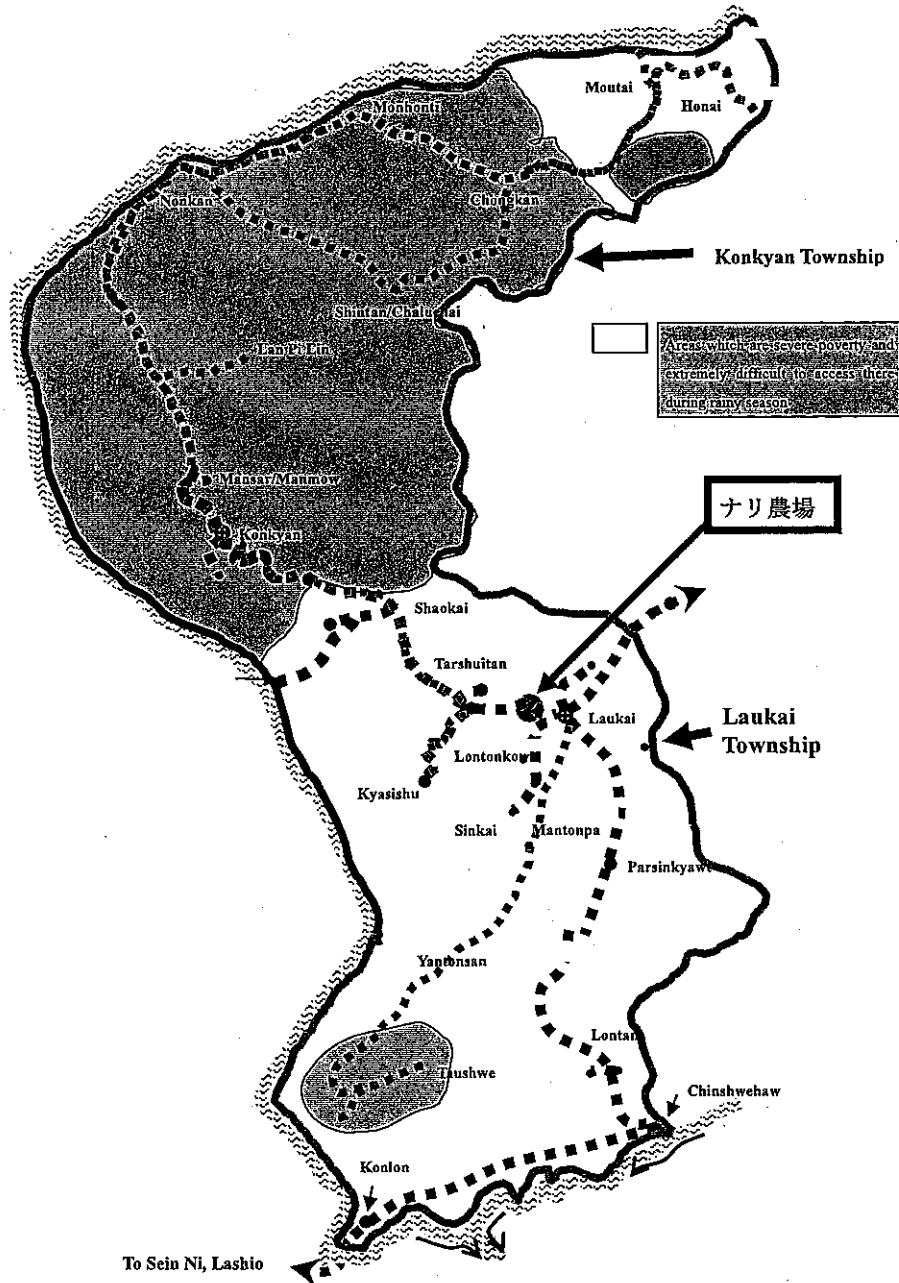 Moutai
Honai
Monhonti
Nonkan
Chongkan
Konkyan Township
Shintan/Chalughai
Lan Pi Lin
Areas which are severe poverty and
extremely difficult to access there
during rainy season
Mansar/Manmow
ナリ農場
Konkyan
Shaokai
Tarshuitan
Laukai
Laukai
Township
Lontonkow
Kyasishu
Sinkai
Mantonpa
Parsinkyawt
Yantonsan
Lontan
Taushwe
Chinshwehaw
Konlon
To Sein Ni, Lashio